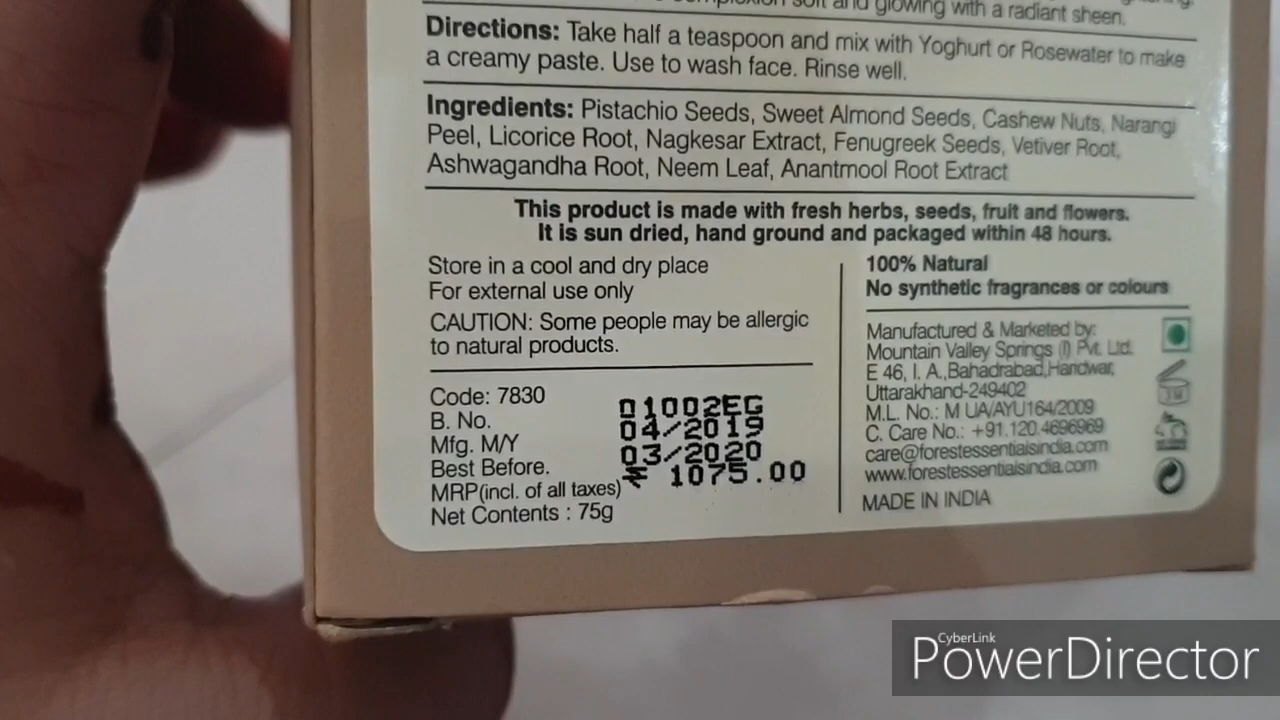 complexion soft and glowing with a radiant sheen.
Directions: Take half a teaspoon and mix with Yoghurt or Rosewater to make
a creamy paste. Use to wash face. Rinse well.
Ingredients: Pistachio Seeds, Sweet Almond Seeds, Cashew Nuts, Narangi
Peel, Licorice Root, Nagkesar Extract, Fenugreek Seeds, Vetiver Root,
Ashwagandha Root, Neem Leaf, Anantmool Root Extract
This product is made with fresh herbs, seeds, fruit and flowers.
It is sun dried, hand ground and packaged within 48 hours.
Store in a cool and dry place
For external use only
CAUTION: Some people may be allergic
to natural products.
Code: 7830
B. No. 01002EG
Mfg. M/Y 04/2019
Best Before. 03/2020
MRP(incl. of all taxes) ₹ 1075.00
Net Contents : 75g
100% Natural
No synthetic fragrances or colours
Manufactured & Marketed by:
Mountain Valley Springs (I) Pvt. Ltd.
E 46, I. A.,Bahadrabad,Haridwar,
Uttarakhand-249402
M.L. No.: M UA/AYU164/2009
C. Care No.: +91.120.4696969
care@forestessentialsindia.com
www.forestessentialsindia.com
MADE IN INDIA
CyberLink
PowerDirector